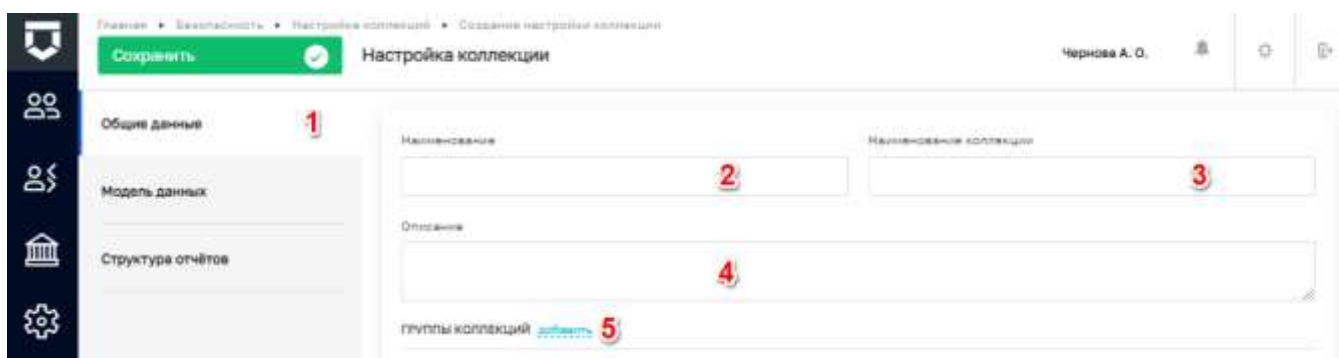 Главная • Безопасность • Настройка коллекций • Создание настройки коллекции
Сохранить
Настройка коллекции
Чернова А. О.
Общие данные 1
Наименование
Наименование коллекции
2
3
Модель данных
Описание
Структура отчётов
4
ГРУППЫ КОЛЛЕКЦИЙ добавить 5